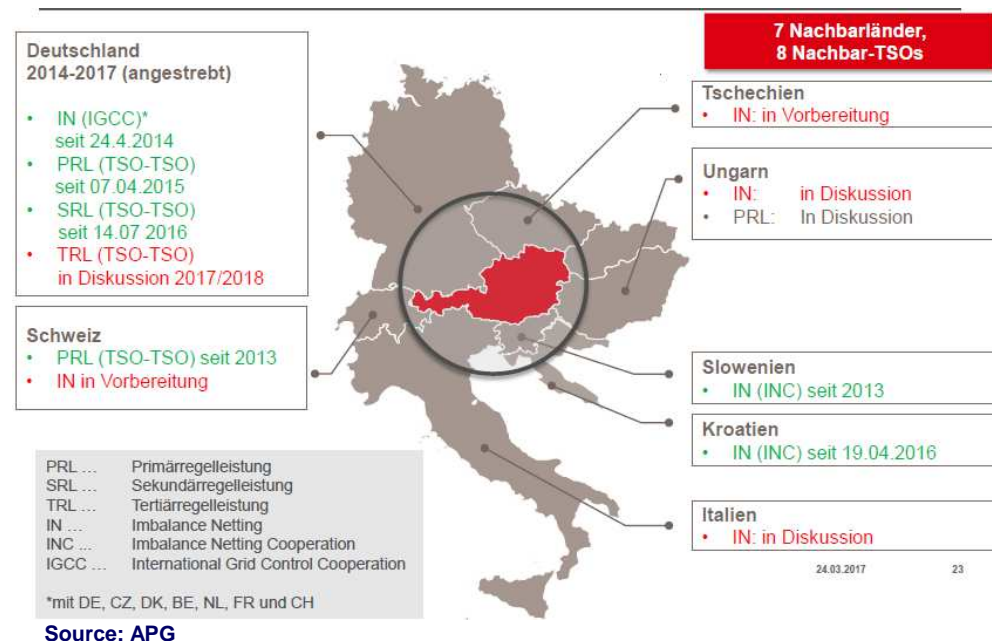 7 Nachbarländer,
8 Nachbar-TSOs
Deutschland
2014-2017 (angestrebt)
• IN (IGCC)*
seit 24.4.2014
• PRL (TSO-TSO)
seit 07.04.2015
• SRL (TSO-TSO)
seit 14.07 2016
• TRL (TSO-TSO)
in Diskussion 2017/2018
Schweiz
• PRL (TSO-TSO) seit 2013
• IN in Vorbereitung
Tschechien
• IN: in Vorbereitung
Ungarn
• IN: in Diskussion
• PRL: In Diskussion
Slowenien
• IN (INC) seit 2013
Kroatien
• IN (INC) seit 19.04.2016
Italien
• IN: in Diskussion
PRL ... Primärregelleistung
SRL ... Sekundärregelleistung
TRL ... Tertiärregelleistung
IN ... Imbalance Netting
INC ... Imbalance Netting Cooperation
IGCC ... International Grid Control Cooperation
*mit DE, CZ, DK, BE, NL, FR und CH
24.03.2017 23
Source: APG